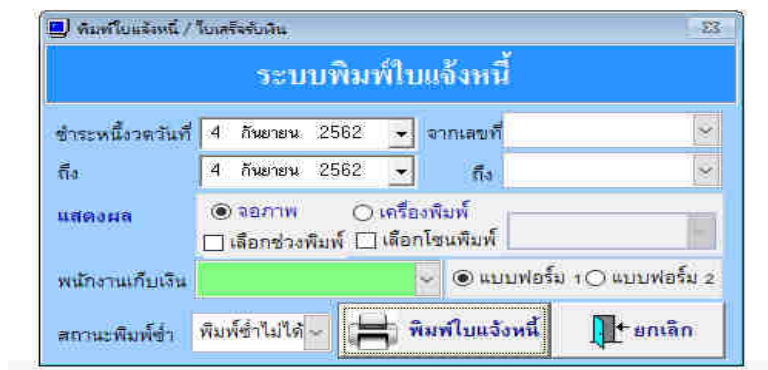 พิมพ์ใบแจ้งหนี้ / ใบเสร็จรับเงิน
ระบบพิมพ์ใบแจ้งหนี้
ชำระหนี้งวดวันที่ 4 กันยายน 2562 จากเลขที่
ถึง 4 กันยายน 2562 ถึง
แสดงผล จอภาพ เครื่องพิมพ์
เลือกช่วงพิมพ์ เลือกโซนพิมพ์
พนักงานเก็บเงิน แบบฟอร์ม 1 แบบฟอร์ม 2
สถานะพิมพ์ซ้ำ พิมพ์ซ้ำไม่ได้ พิมพ์ใบแจ้งหนี้ ยกเลิก